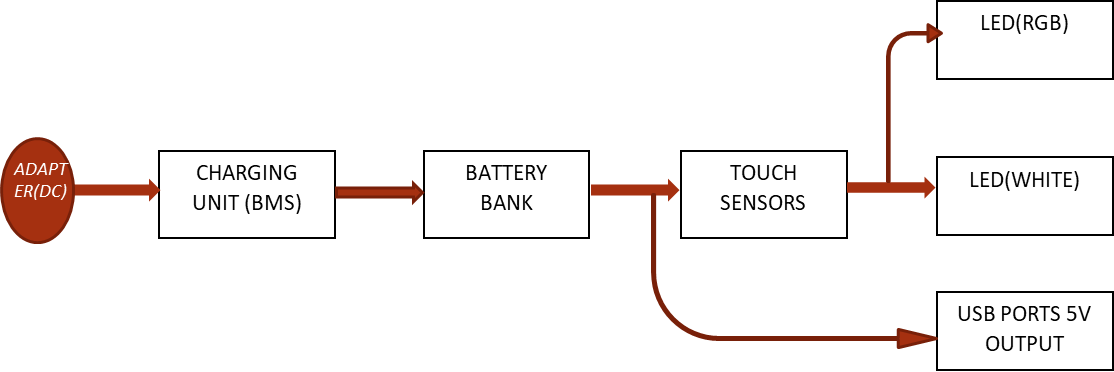 LED(RGB)
ADAPT
ER(DC)
CHARGING
UNIT (BMS)
BATTERY
BANK
TOUCH
SENSORS
LED(WHITE)
USB PORTS 5V
OUTPUT